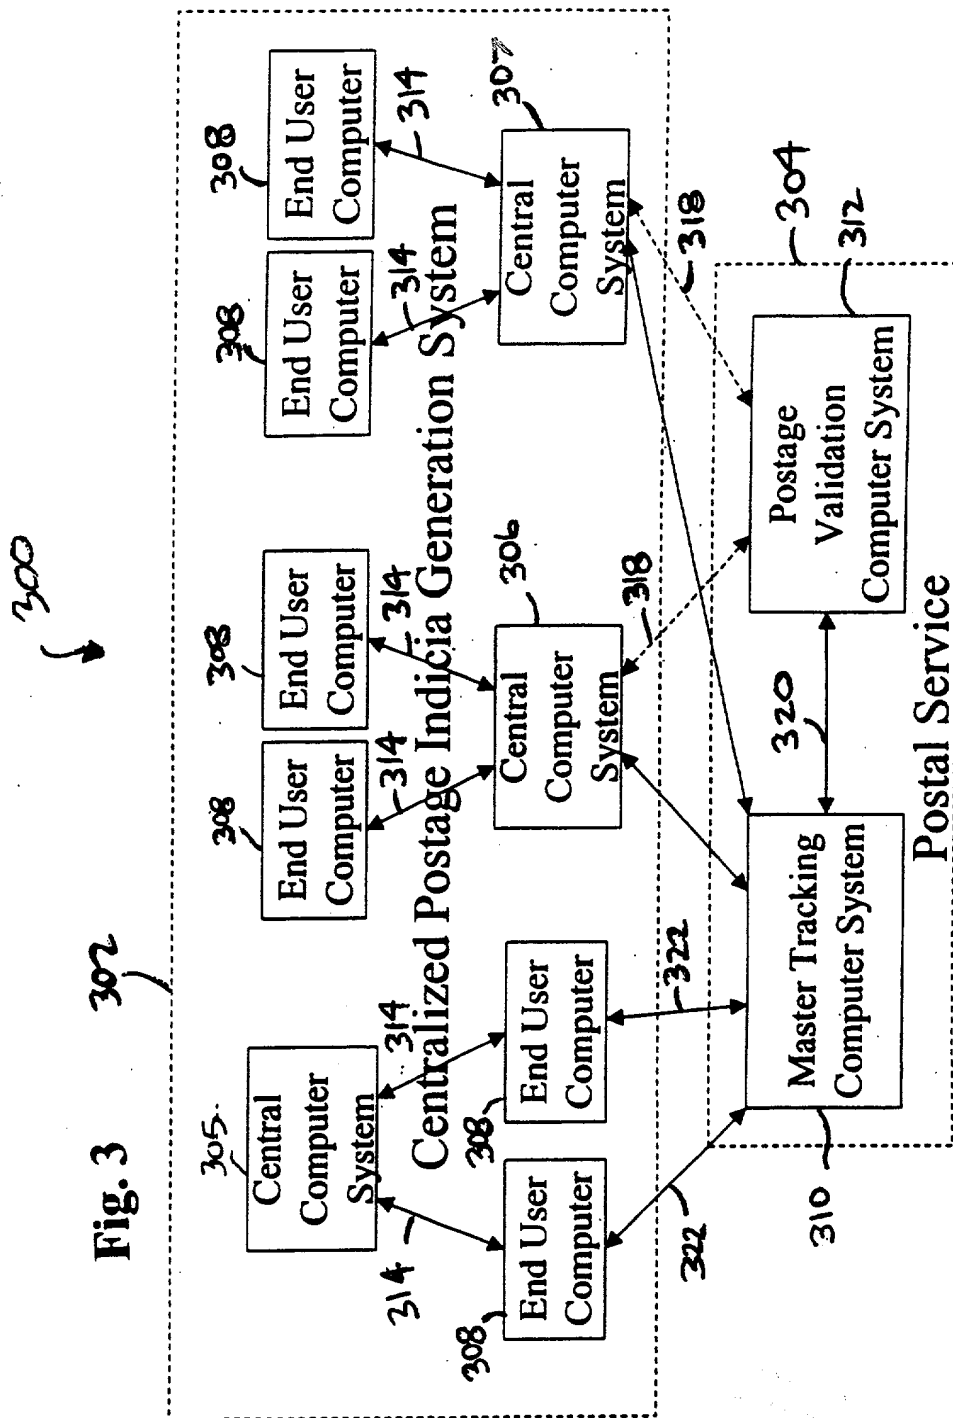 Fig. 3
300
302
305
Central
Computer
System
314
314
308
End User
Computer
308
End User
Computer
308
End User
Computer
308
End User
Computer
314
314
306
Central
Computer
System
308
End User
Computer
308
End User
Computer
314
314
307
Central
Computer
System
Centralized Postage Indicia Generation System
322
322
318
318
304
310
Master Tracking
Computer System
320
312
Postage
Validation
Computer System
Postal Service